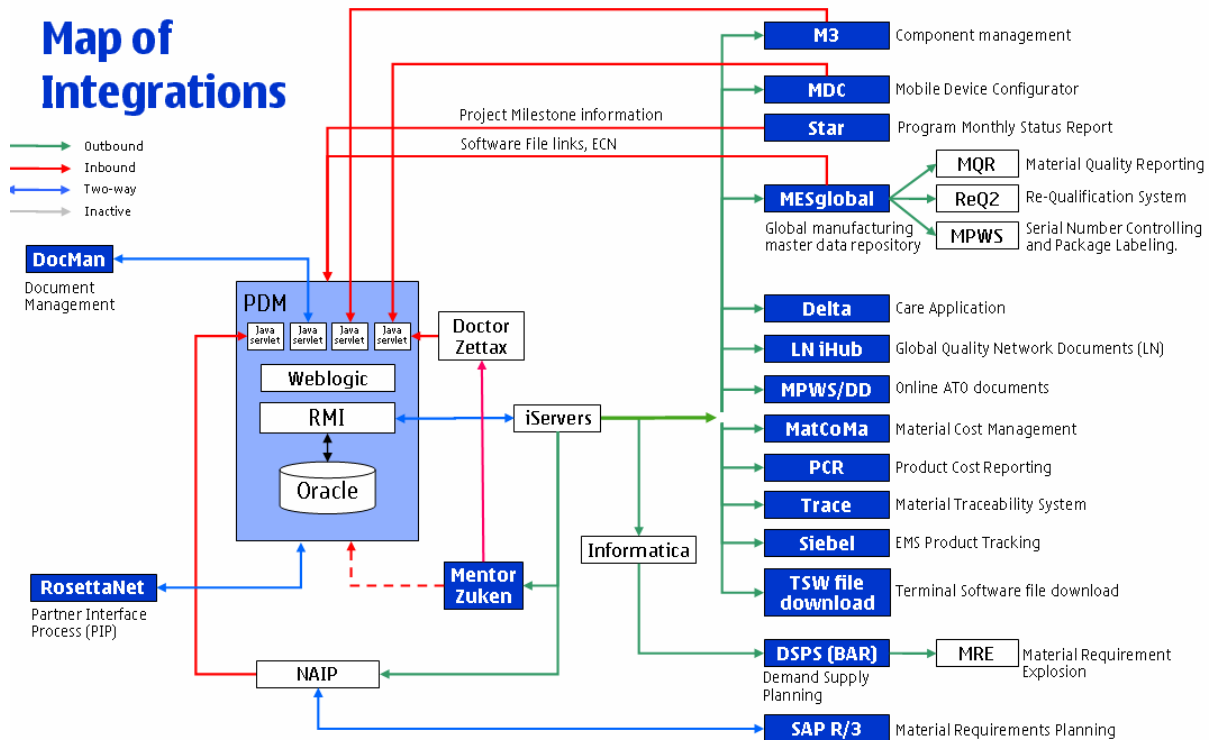 Map of
Integrations
Outbound
Inbound
Two-way
Inactive
Project Milestone information
Software File links, ECN
M3
Component management
MDC
Mobile Device Configurator
Star
Program Monthly Status Report
MESglobal
Global manufacturing
master data repository
MQR
Material Quality Reporting
ReQ2
Re-Qualification System
MPWS
Serial Number Controlling
and Package Labeling.
DocMan
Document
Management
PDM
Java
servlet
Java
servlet
Java
servlet
Java
servlet
Weblogic
RMI
Oracle
Doctor
Zettax
iServers
Informatica
Mentor
Zuken
RosettaNet
Partner Interface
Process (PIP)
NAIP
Delta
Care Application
LN iHub
Global Quality Network Documents (LN)
MPWS/DD
Online ATO documents
MatCoMa
Material Cost Management
PCR
Product Cost Reporting
Trace
Material Traceability System
Siebel
EMS Product Tracking
TSW file
download
Terminal Software file download
DSPS (BAR)
Demand Supply
Planning
MRE
Material Requirement
Explosion
SAP R/3
Material Requirements Planning